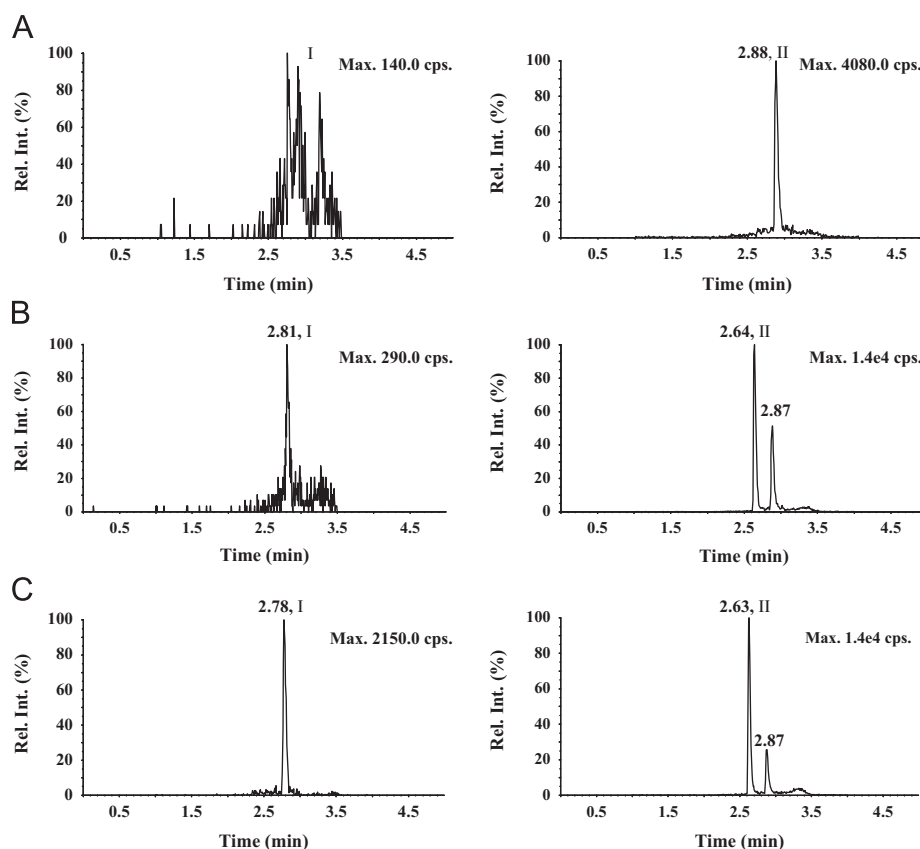 A
I
Max. 140.0 cps.
100
80
60
40
20
0
Rel. Int. (%)
0.5 1.5 2.5 3.5 4.5
Time (min)
2.88, II
Max. 4080.0 cps.
100
80
60
40
20
0
Rel. Int. (%)
0.5 1.5 2.5 3.5 4.5
Time (min)
B
2.81, I
Max. 290.0 cps.
100
80
60
40
20
0
Rel. Int. (%)
0.5 1.5 2.5 3.5 4.5
Time (min)
2.64, II
Max. 1.4e4 cps.
2.87
100
80
60
40
20
0
Rel. Int. (%)
0.5 1.5 2.5 3.5 4.5
Time (min)
C
2.78, I
Max. 2150.0 cps.
100
80
60
40
20
0
Rel. Int. (%)
0.5 1.5 2.5 3.5 4.5
Time (min)
2.63, II
Max. 1.4e4 cps.
2.87
100
80
60
40
20
0
Rel. Int. (%)
0.5 1.5 2.5 3.5 4.5
Time (min)